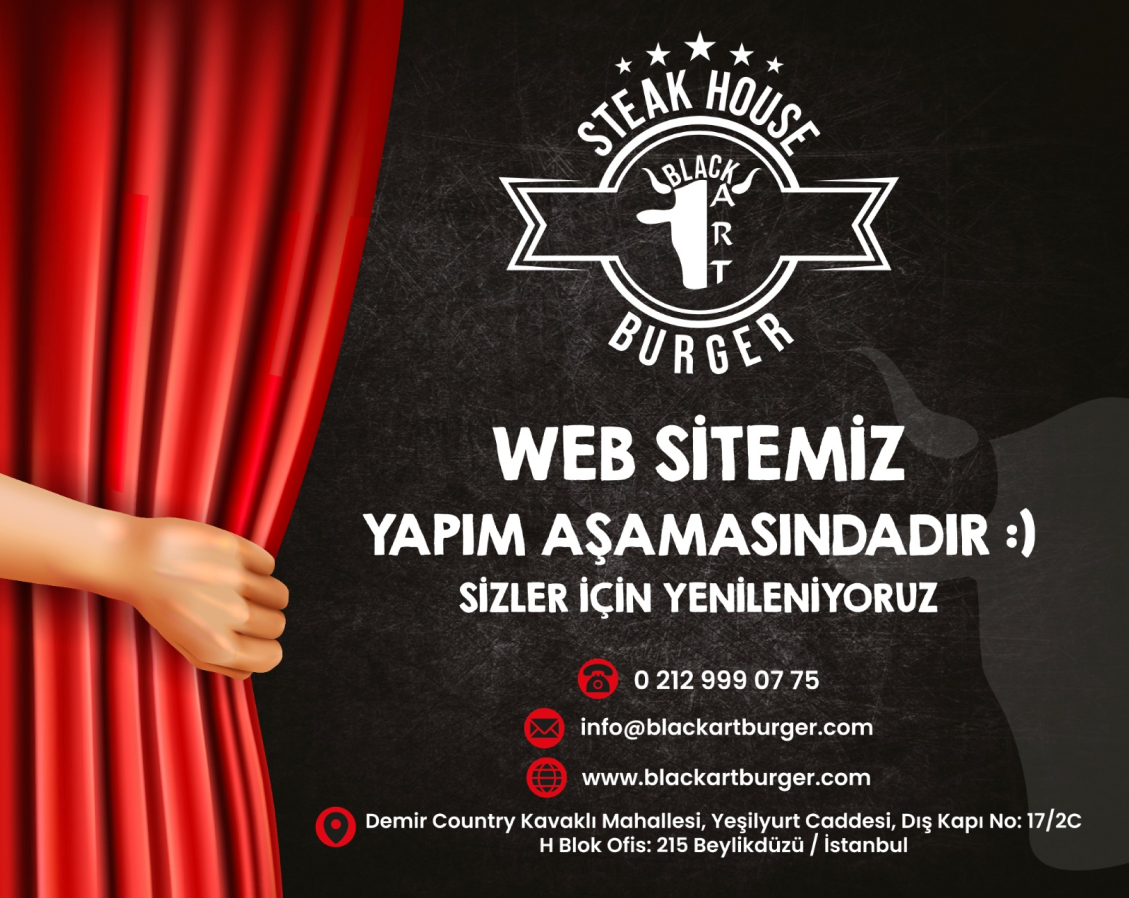 STEAK HOUSE
BLACK
ART
BURGER
WEB SİTEMİZ
YAPIM AŞAMASINDADIR :)
SİZLER İÇİN YENİLENİYORUZ
0 212 999 07 75
info@blackartburger.com
www.blackartburger.com
Demir Country Kavaklı Mahallesi, Yeşilyurt Caddesi, Dış Kapı No: 17/2C
H Blok Ofis: 215 Beylikdüzü / İstanbul